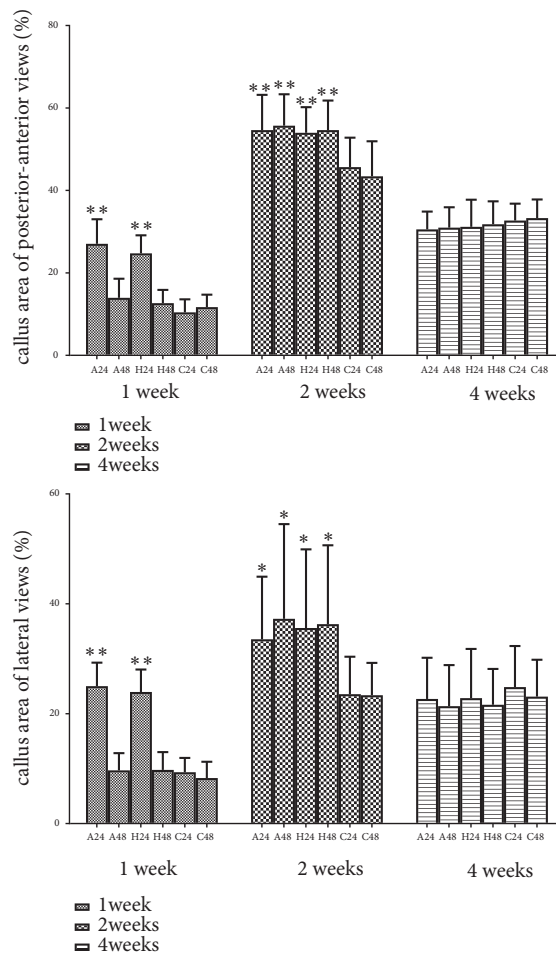 callus area of posterior-anterior views (%)
80
60
40
20
0
** ** ** ** ** **
A24 A48 H24 H48 C24 C48 A24 A48 H24 H48 C24 C48 A24 A48 H24 H48 C24 C48
1 week 2 weeks 4 weeks
1week
2weeks
4weeks
callus area of lateral views (%)
60
40
20
0
** ** * * * *
A24 A48 H24 H48 C24 C48 A24 A48 H24 H48 C24 C48 A24 A48 H24 H48 C24 C48
1 week 2 weeks 4 weeks
1week
2weeks
4weeks